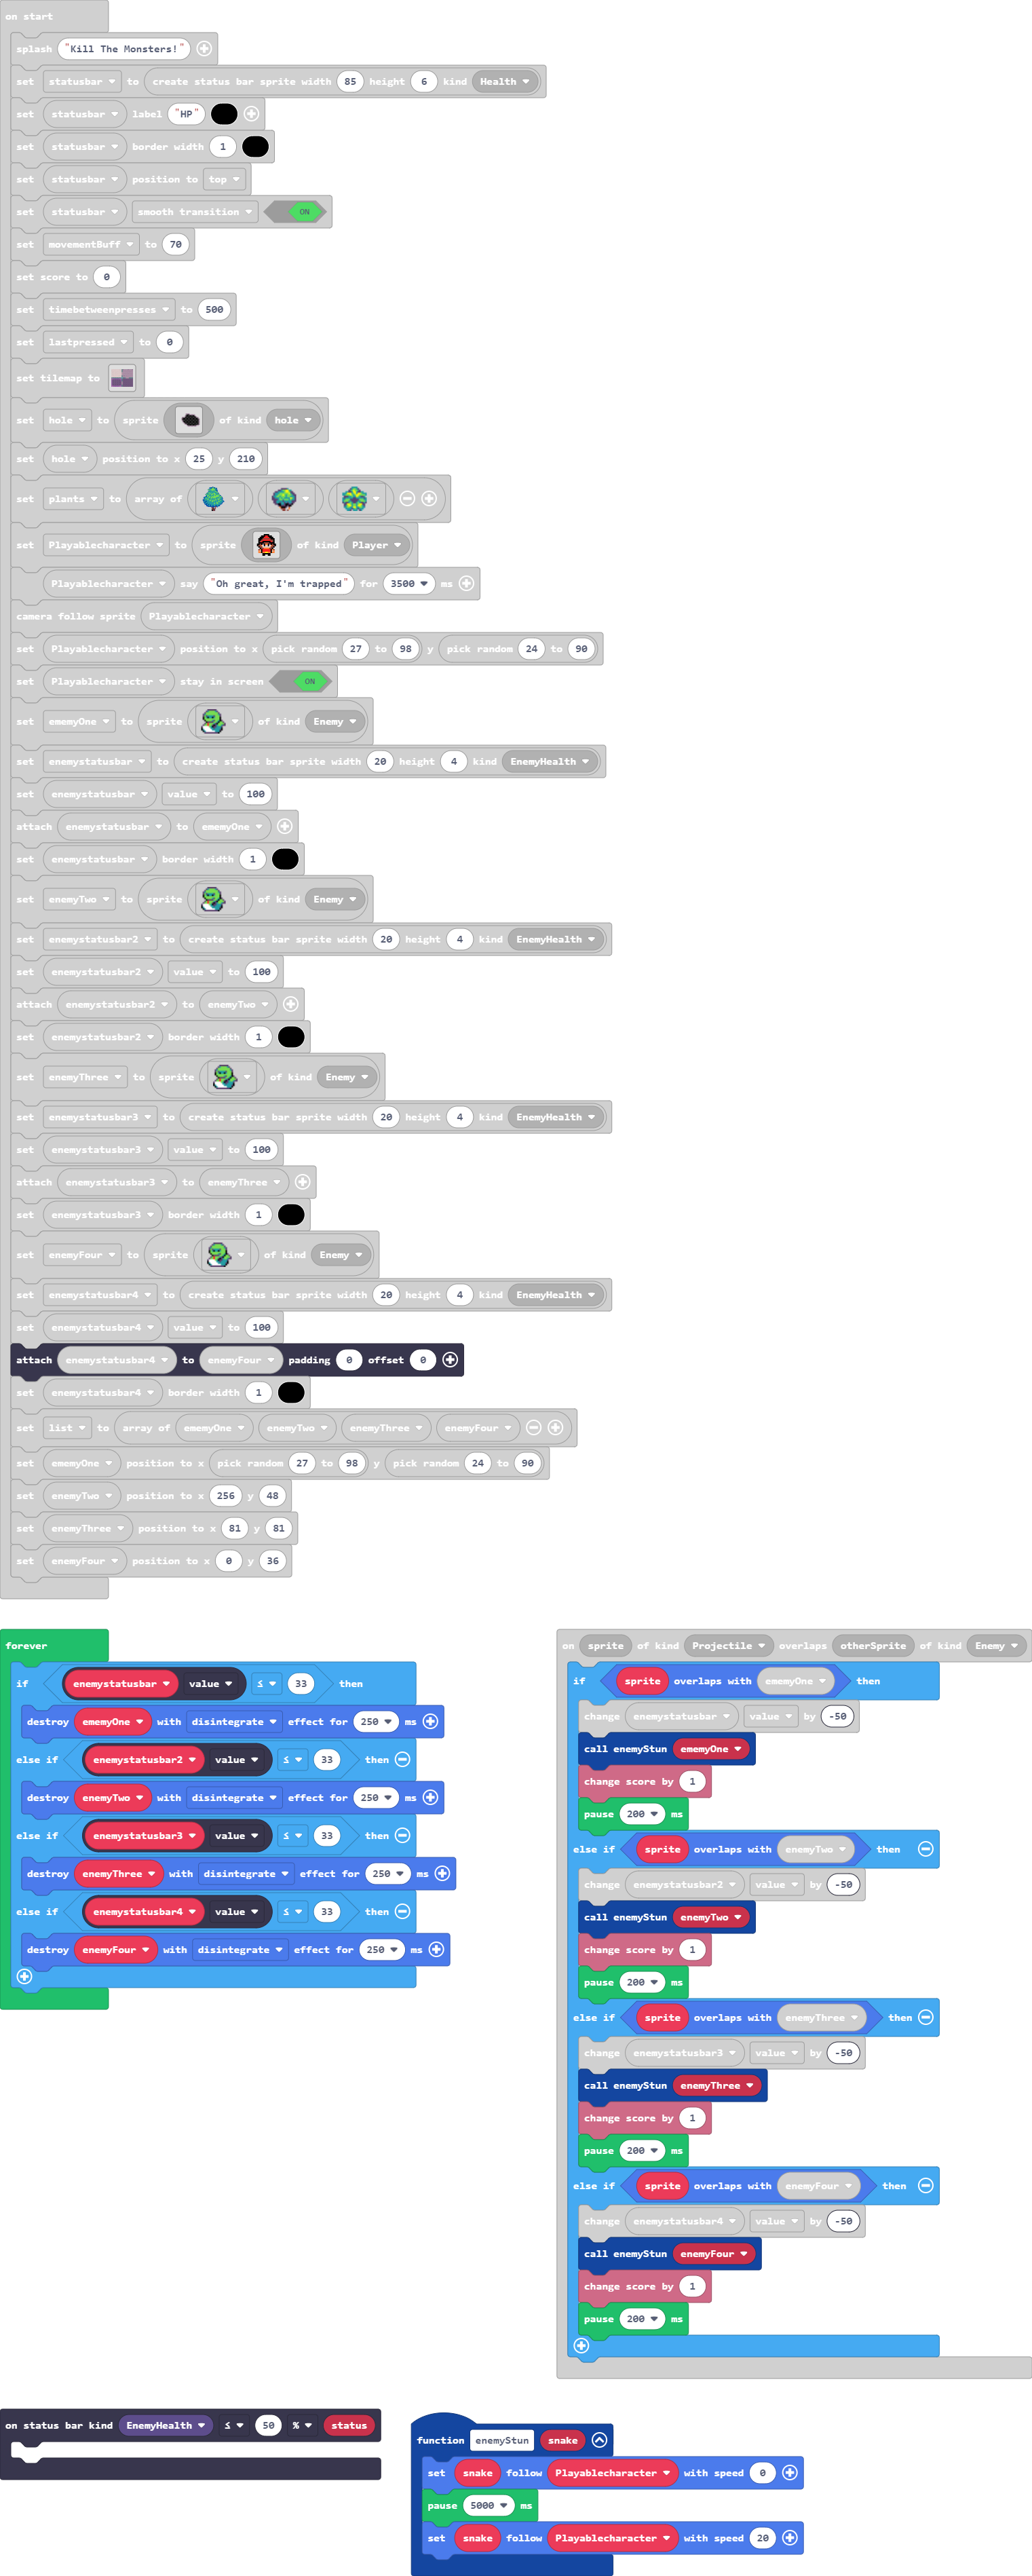 on start
splash "Kill The Monsters!"
set statusbar to create status bar sprite width 85 height 6 kind Health
set statusbar label "HP"
set statusbar border width 1
set statusbar position to top
set statusbar smooth transition ON
set movementBuff to 70
set score to 0
set timebetweenpresses to 500
set lastpressed to 0
set tilemap to
set hole to sprite of kind hole
set hole position to x 25 y 210
set plants to array of
set Playablecharacter to sprite of kind Player
Playablecharacter say "Oh great, I'm trapped" for 3500 ms
camera follow sprite Playablecharacter
set Playablecharacter position to x pick random 27 to 98 y pick random 24 to 90
set Playablecharacter stay in screen ON
set ememyOne to sprite of kind Enemy
set enemystatusbar to create status bar sprite width 20 height 4 kind EnemyHealth
set enemystatusbar value to 100
attach enemystatusbar to ememyOne
set enemystatusbar border width 1
set enemyTwo to sprite of kind Enemy
set enemystatusbar2 to create status bar sprite width 20 height 4 kind EnemyHealth
set enemystatusbar2 value to 100
attach enemystatusbar2 to enemyTwo
set enemystatusbar2 border width 1
set enemyThree to sprite of kind Enemy
set enemystatusbar3 to create status bar sprite width 20 height 4 kind EnemyHealth
set enemystatusbar3 value to 100
attach enemystatusbar3 to enemyThree
set enemystatusbar3 border width 1
set enemyFour to sprite of kind Enemy
set enemystatusbar4 to create status bar sprite width 20 height 4 kind EnemyHealth
set enemystatusbar4 value to 100
attach enemystatusbar4 to enemyFour padding 0 offset 0
set enemystatusbar4 border width 1
set list to array of ememyOne enemyTwo enemyThree enemyFour
set ememyOne position to x pick random 27 to 98 y pick random 24 to 90
set enemyTwo position to x 256 y 48
set enemyThree position to x 81 y 81
set enemyFour position to x 0 y 36
forever
if enemystatusbar value ≤ 33 then
destroy ememyOne with disintegrate effect for 250 ms
else if enemystatusbar2 value ≤ 33 then
destroy enemyTwo with disintegrate effect for 250 ms
else if enemystatusbar3 value ≤ 33 then
destroy enemyThree with disintegrate effect for 250 ms
else if enemystatusbar4 value ≤ 33 then
destroy enemyFour with disintegrate effect for 250 ms
on sprite of kind Projectile overlaps otherSprite of kind Enemy
if sprite overlaps with ememyOne then
change enemystatusbar value by -50
call enemyStun ememyOne
change score by 1
pause 200 ms
else if sprite overlaps with enemyTwo then
change enemystatusbar2 value by -50
call enemyStun enemyTwo
change score by 1
pause 200 ms
else if sprite overlaps with enemyThree then
change enemystatusbar3 value by -50
call enemyStun enemyThree
change score by 1
pause 200 ms
else if sprite overlaps with enemyFour then
change enemystatusbar4 value by -50
call enemyStun enemyFour
change score by 1
pause 200 ms
on status bar kind EnemyHealth ≤ 50 % status
function enemyStun snake
set snake follow Playablecharacter with speed 0
pause 5000 ms
set snake follow Playablecharacter with speed 20